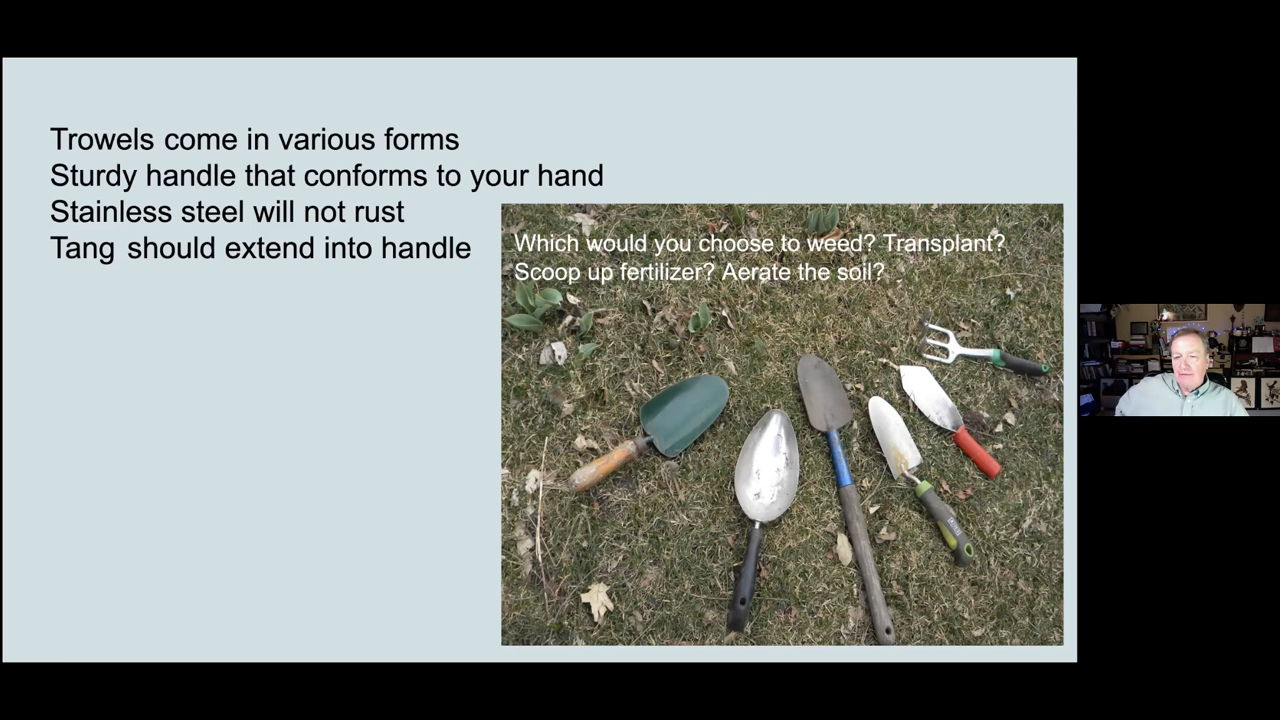 Trowels come in various forms
Sturdy handle that conforms to your hand
Stainless steel will not rust
Tang should extend into handle
Which would you choose to weed? Transplant?
Scoop up fertilizer? Aerate the soil?